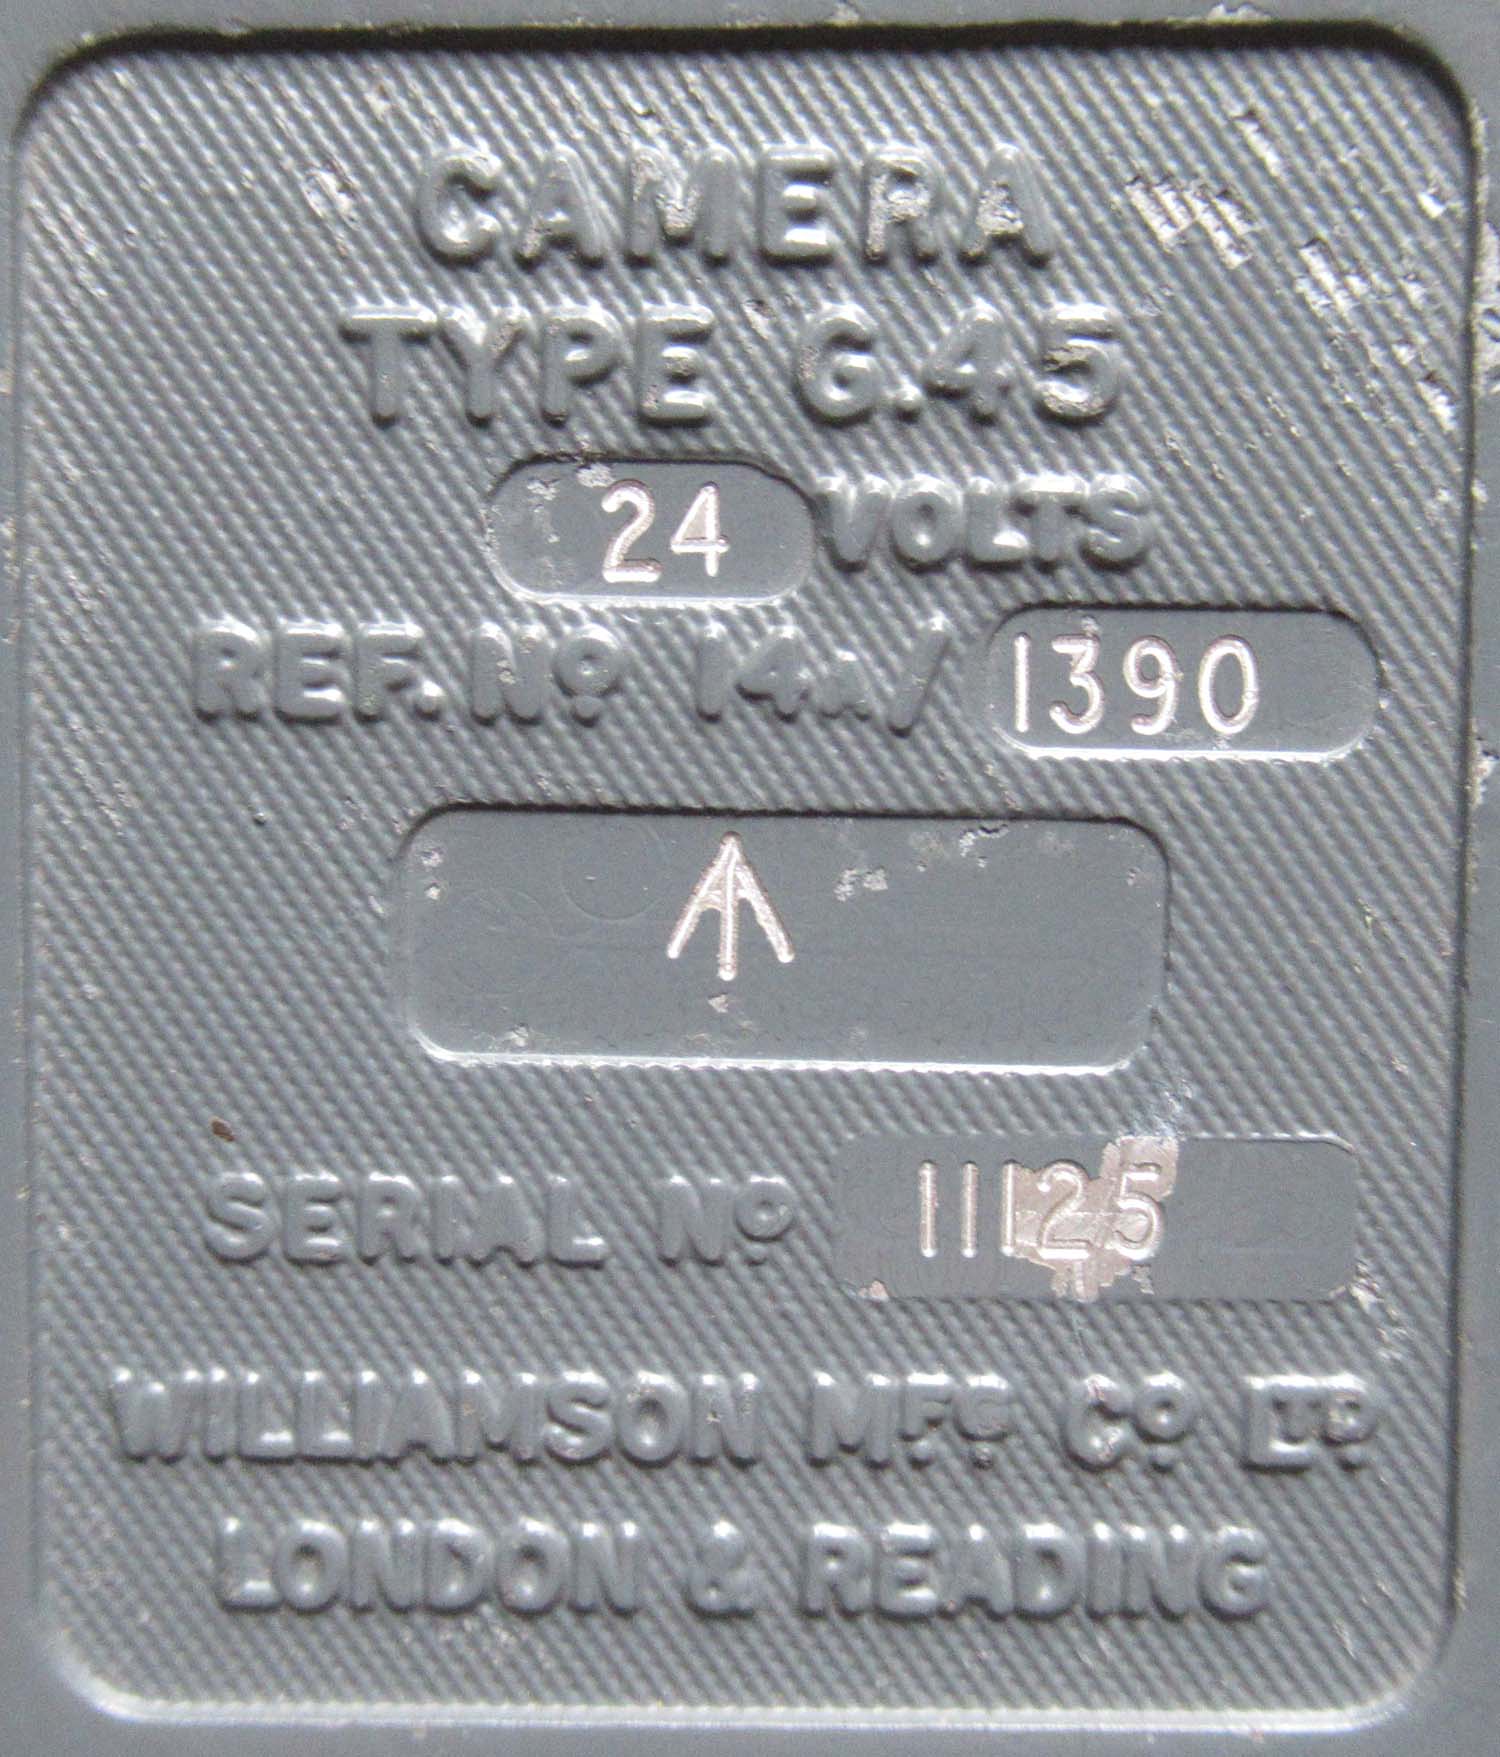 CAMERA
TYPE G.45
24 VOLTS
REF. Nº 14A/1390
SERIAL Nº 11125
WILLIAMSON MFG Cº LTD
LONDON & READING